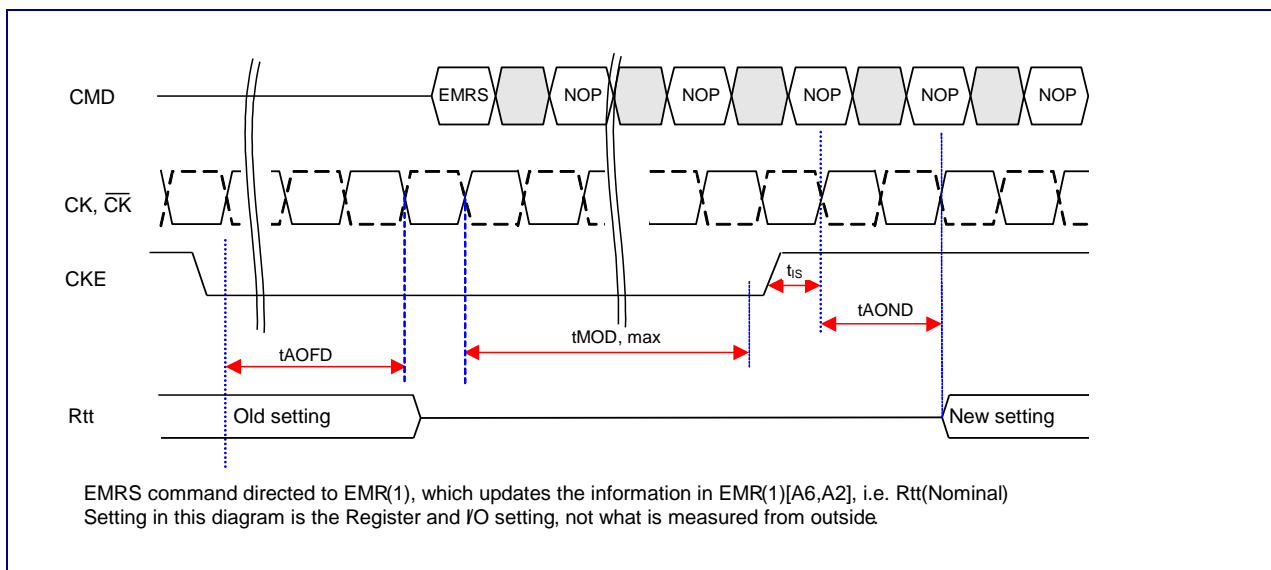 CMD
EMRS NOP NOP NOP NOP NOP
CK, C̅K̅
CKE
tIS
tAOFD
tMOD, max
tAOND
Rtt
Old setting
New setting
EMRS command directed to EMR(1), which updates the information in EMR(1)[A6,A2], i.e. Rtt(Nominal)
Setting in this diagram is the Register and I/O setting, not what is measured from outside.